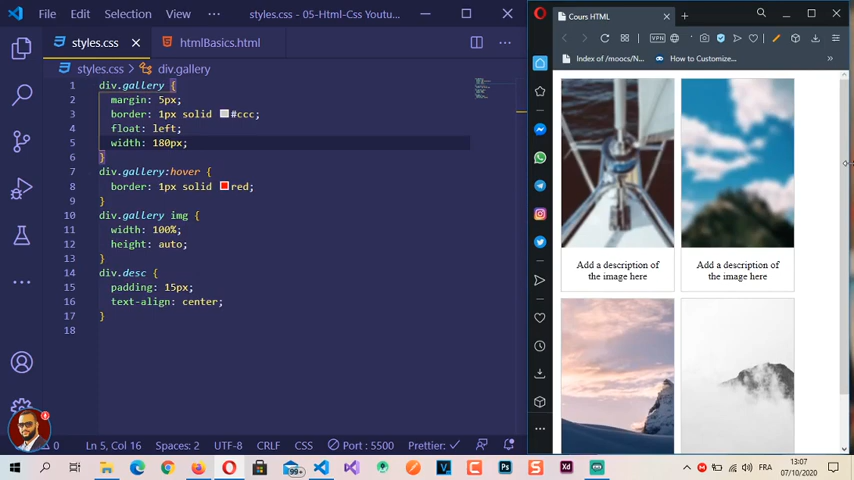 File Edit Selection View ··· styles.css - 05-Html-Css Youtu...
styles.css htmlBasics.html
styles.css > div.gallery
1 div.gallery {
2 margin: 5px;
3 border: 1px solid #ccc;
4 float: left;
5 width: 180px;
6 }
7 div.gallery:hover {
8 border: 1px solid red;
9 }
10 div.gallery img {
11 width: 100%;
12 height: auto;
13 }
14 div.desc {
15 padding: 15px;
16 text-align: center;
17 }
18
0 Ln 5, Col 16 Spaces: 2 UTF-8 CRLF CSS Port : 5500 Prettier: ✓
Cours HTML
VPN
Index of /moocs/N... How to Customize... »
Add a description of
the image here
Add a description of
the image here
99+ Ps S Xd FRA 13:07
07/10/2020